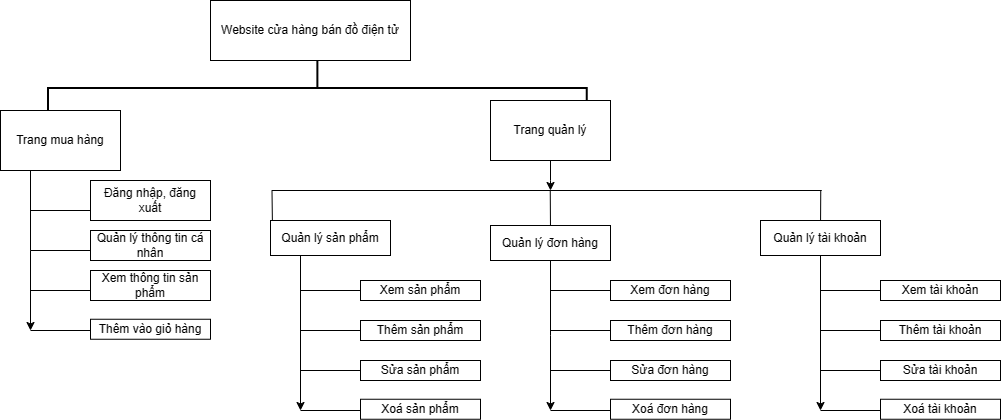 Website cửa hàng bán đồ điện tử
Trang mua hàng
Trang quản lý
Đăng nhập, đăng
xuất
Quản lý thông tin cá
nhân
Xem thông tin sản
phẩm
Thêm vào giỏ hàng
Quản lý sản phẩm
Quản lý đơn hàng
Quản lý tài khoản
Xem sản phẩm
Thêm sản phẩm
Sửa sản phẩm
Xoá sản phẩm
Xem đơn hàng
Thêm đơn hàng
Sửa đơn hàng
Xoá đơn hàng
Xem tài khoản
Thêm tài khoản
Sửa tài khoản
Xoá tài khoản